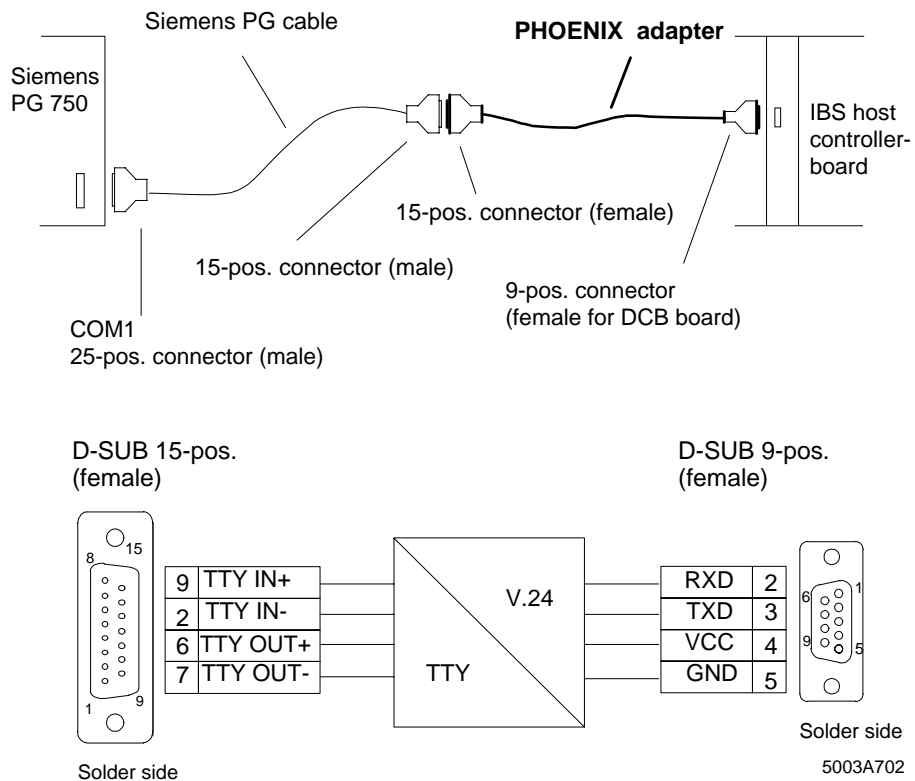 Siemens PG cable
PHOENIX adapter
Siemens
PG 750
IBS host
controller-
board
15-pos. connector (female)
15-pos. connector (male)
9-pos. connector
(female for DCB board)
COM1
25-pos. connector (male)
D-SUB 15-pos.
(female)
D-SUB 9-pos.
(female)
8
15
1
9
9 TTY IN+
2 TTY IN-
6 TTY OUT+
7 TTY OUT-
V.24
TTY
RXD 2
TXD 3
VCC 4
GND 5
6
1
9
5
Solder side
Solder side
5003A702